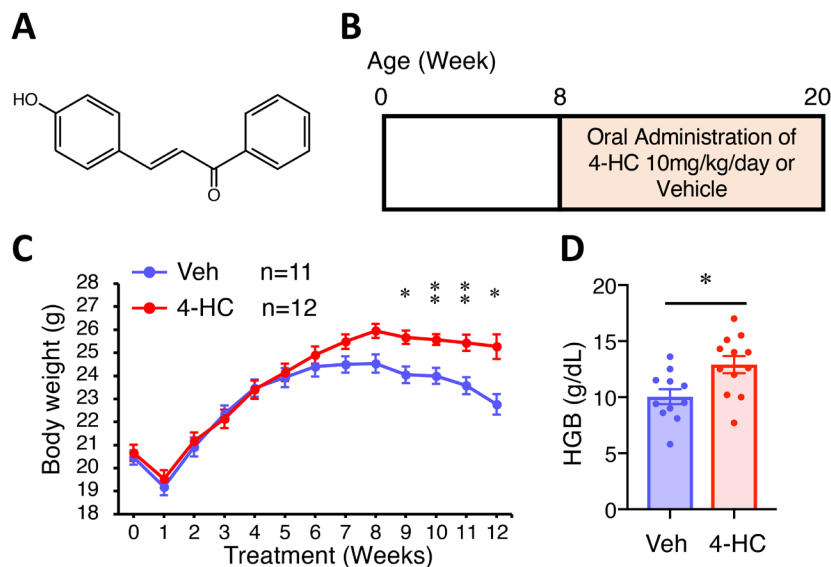 A
HO
O
B
Age (Week)
0 8 20
Oral Administration of
4-HC 10mg/kg/day or
Vehicle
C
Veh n=11
4-HC n=12
* ** ** *
Body weight (g)
28
27
26
25
24
23
22
21
20
19
18
0 1 2 3 4 5 6 7 8 9 10 11 12
Treatment (Weeks)
D
*
HGB (g/dL)
20
15
10
5
0
Veh 4-HC